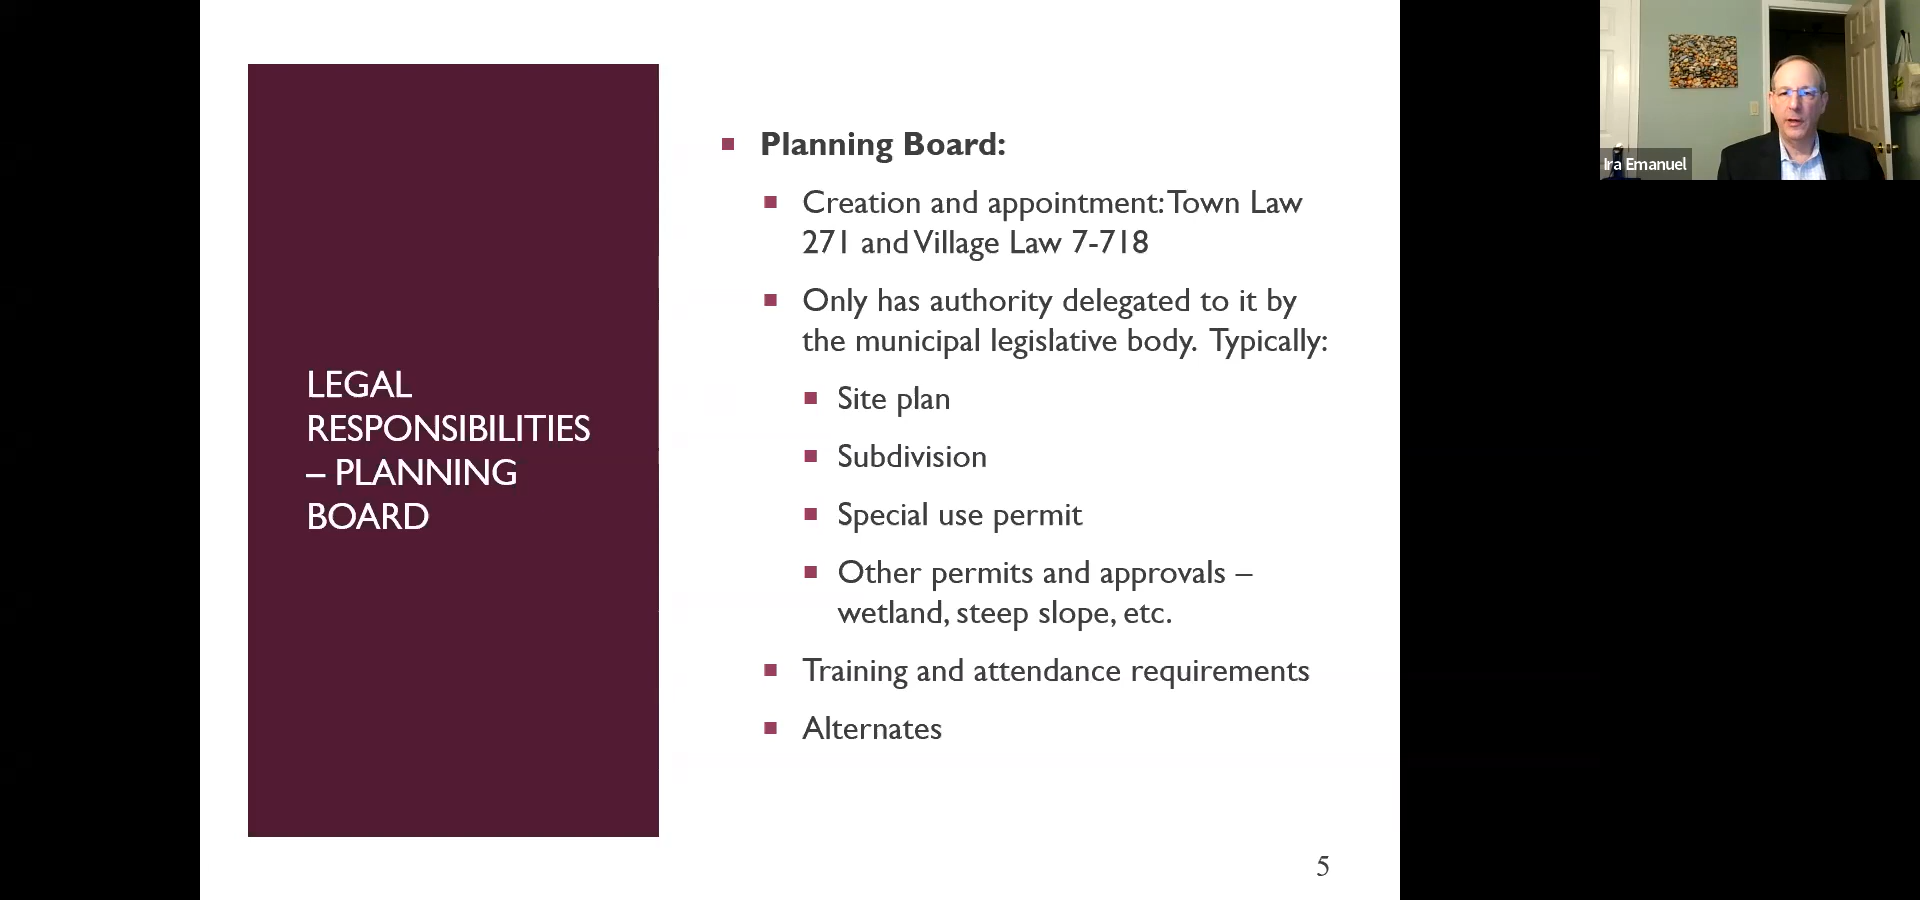 LEGAL
RESPONSIBILITIES
– PLANNING
BOARD
Planning Board:
Creation and appointment: Town Law
271 and Village Law 7-718
Only has authority delegated to it by
the municipal legislative body. Typically:
Site plan
Subdivision
Special use permit
Other permits and approvals –
wetland, steep slope, etc.
Training and attendance requirements
Alternates
5
Ira Emanuel